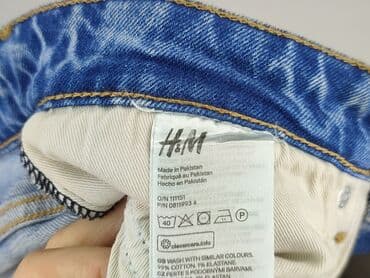 H&M
Made in Pakistan
Fabriqué au Pakistan
Hecho en Pakistán
O/N 111151
P/N 0811993 4
40
P
clevercare.info
GB WASH WITH SIMILAR COLOURS.
99% COTTON. 1% ELASTANE.
CZ PERTE S PODOBNÝMI BARVAMI.